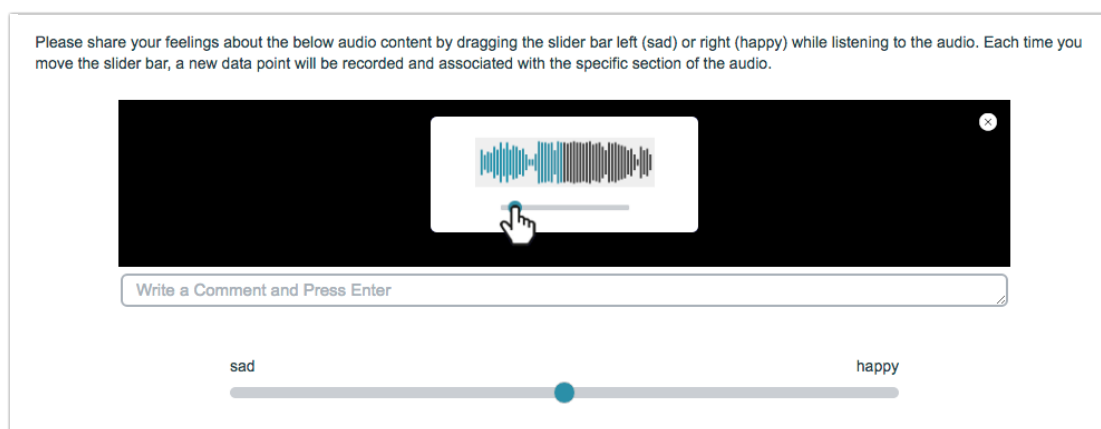 Please share your feelings about the below audio content by dragging the slider bar left (sad) or right (happy) while listening to the audio. Each time you
move the slider bar, a new data point will be recorded and associated with the specific section of the audio.
Write a Comment and Press Enter
sad happy